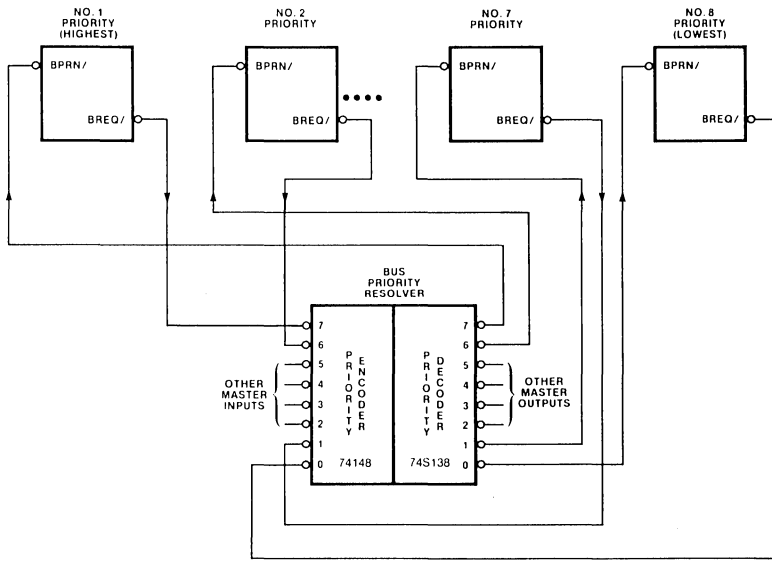 NO. 1
PRIORITY
(HIGHEST)
NO. 2
PRIORITY
NO. 7
PRIORITY
NO. 8
PRIORITY
(LOWEST)
BPRN/
BREQ/
BPRN/
BREQ/
BPRN/
BREQ/
BPRN/
BREQ/
BUS
PRIORITY
RESOLVER
7
6
5
4
3
2
1
0
PRIORITY
ENCODER
74148
PRIORITY
DECODER
74S138
7
6
5
4
3
2
1
0
OTHER
MASTER
INPUTS
OTHER
MASTER
OUTPUTS